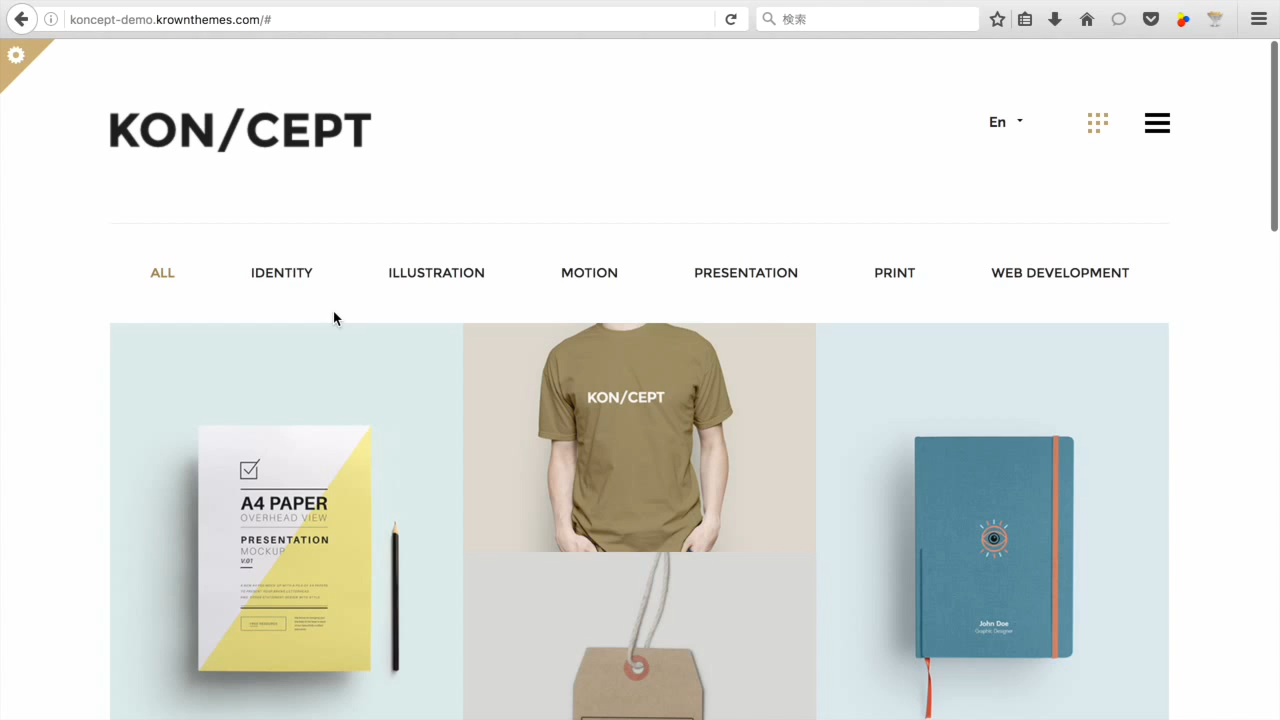 koncept-demo.krownthemes.com/#
検索
KON/CEPT
En
ALL
IDENTITY
ILLUSTRATION
MOTION
PRESENTATION
PRINT
WEB DEVELOPMENT
KON/CEPT
A4 PAPER
OVERHEAD VIEW
PRESENTATION
MOCKUP
V.01
John Doe
Graphic Designer